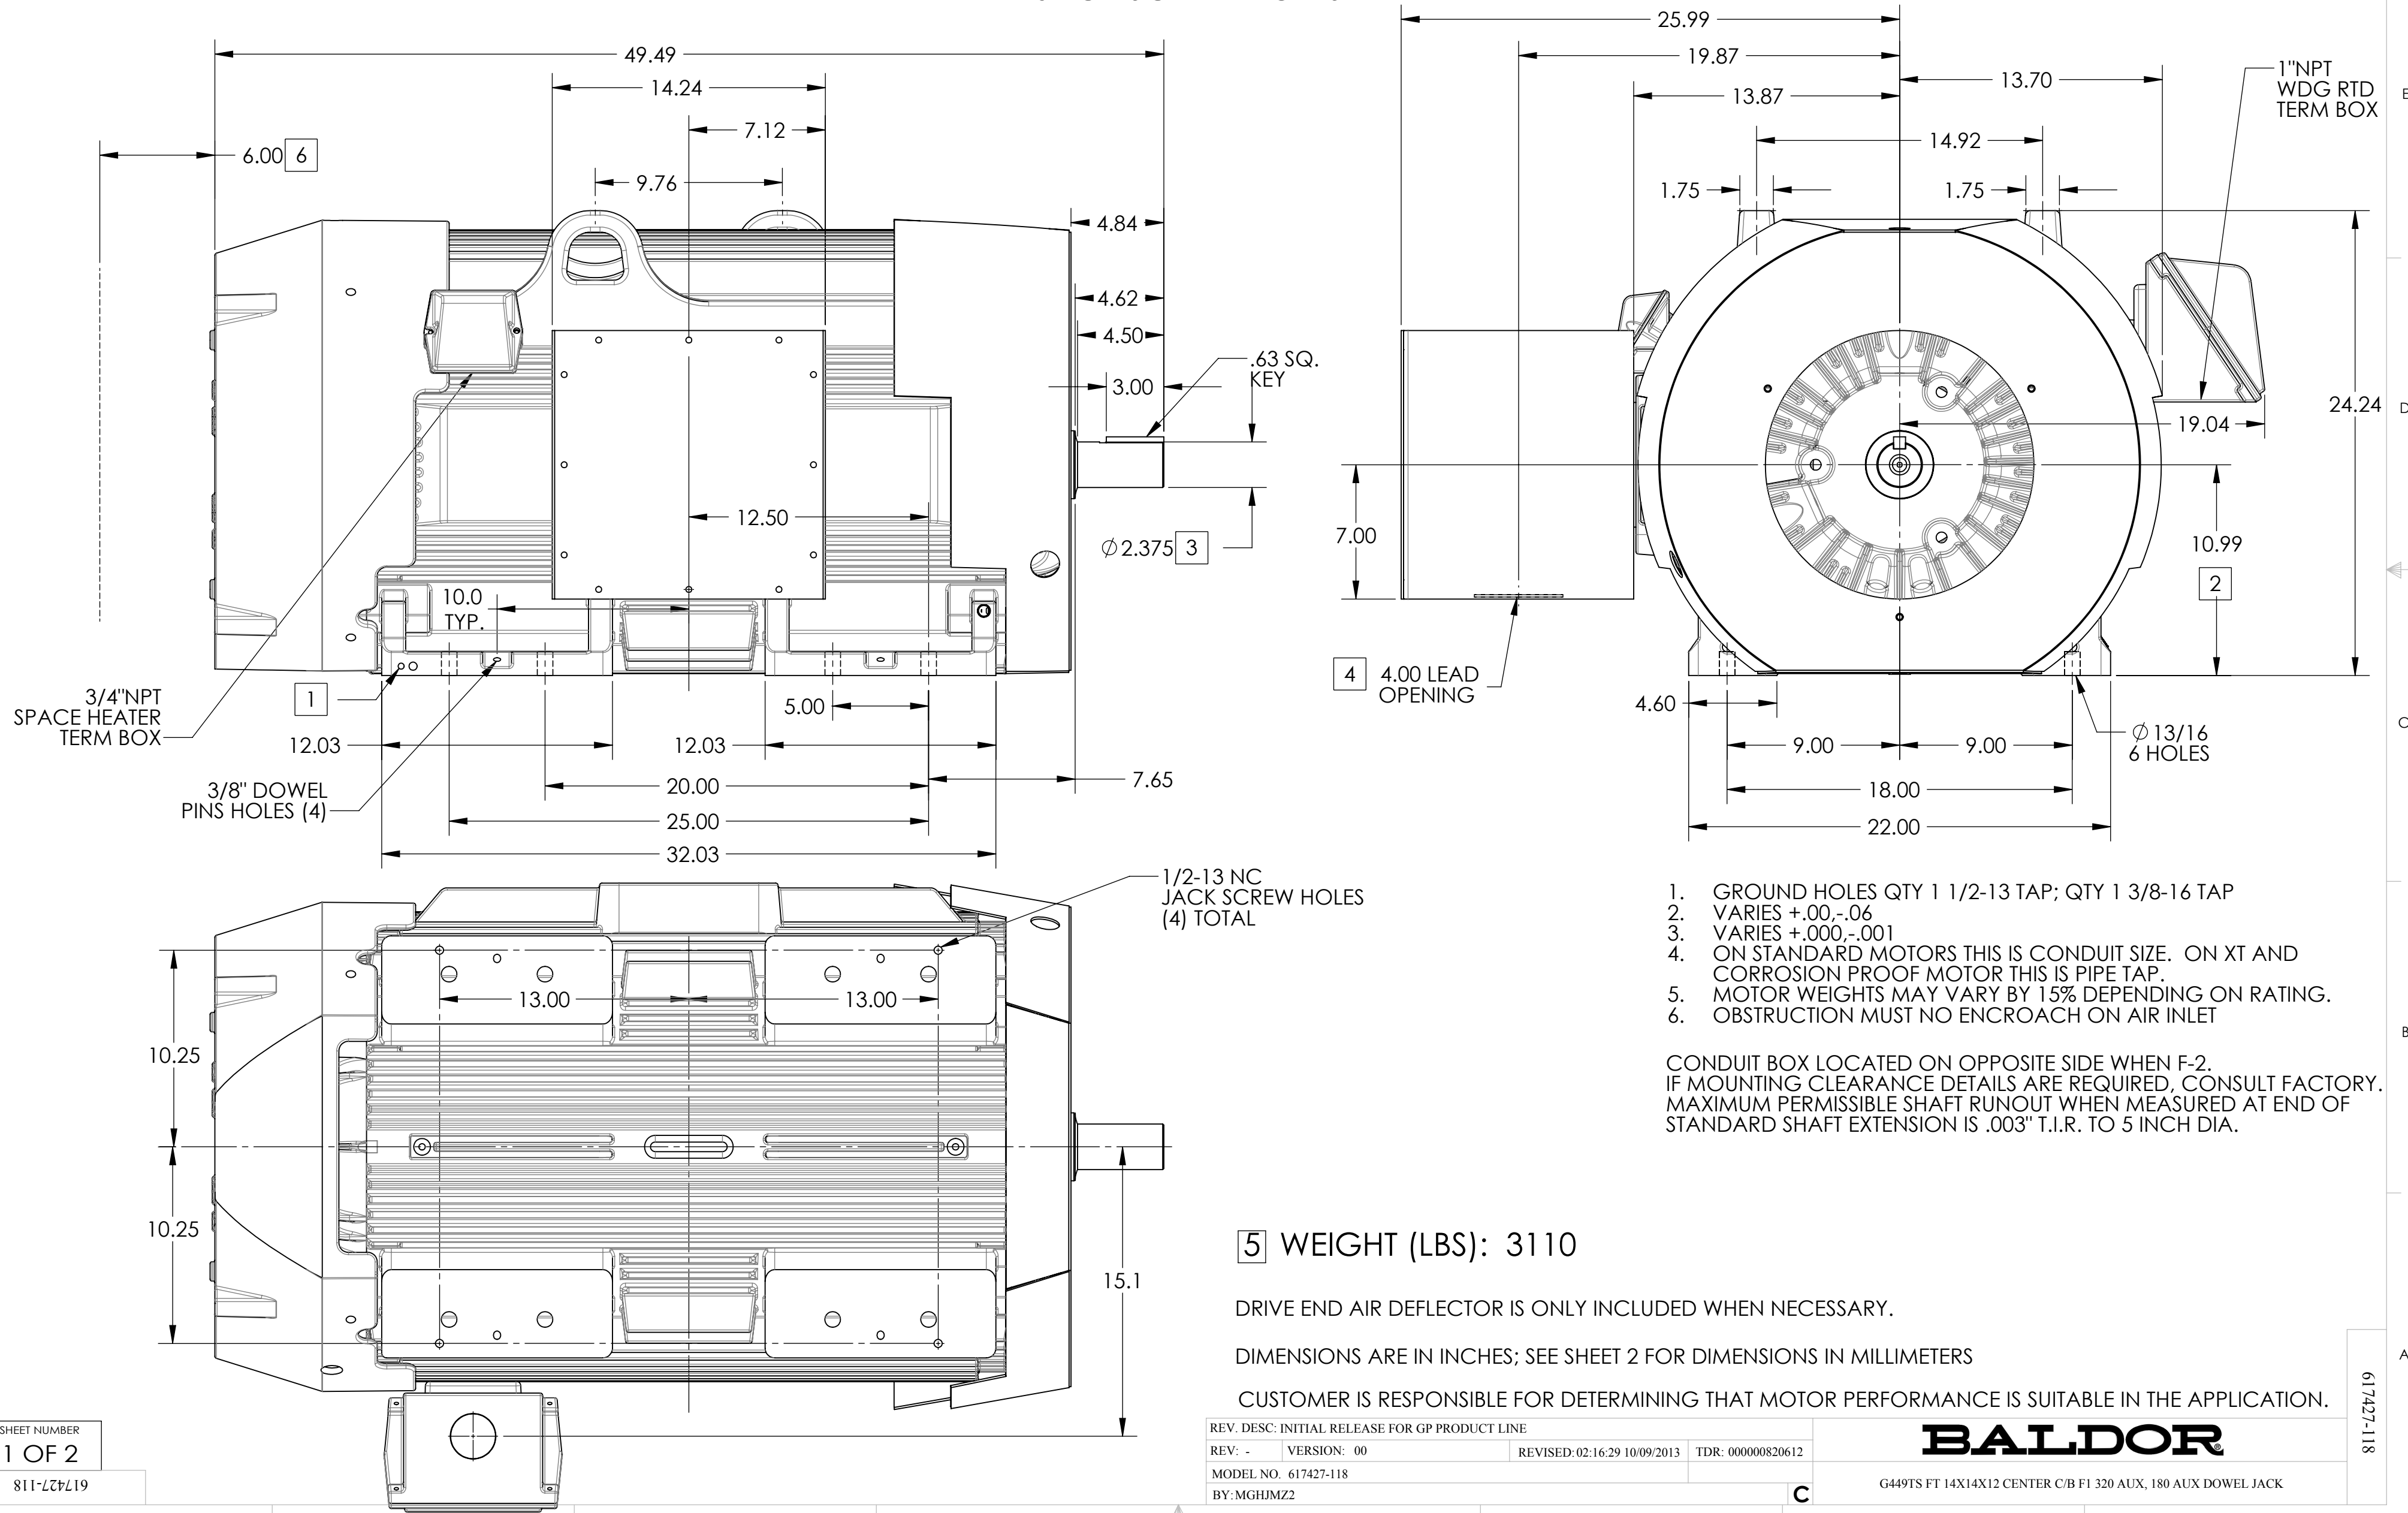 49.49
14.24
7.12
6.00 6
9.76
4.84
4.62
4.50
3.00
.63 SQ.
KEY
12.50
Ø2.375 3
10.0
TYP.
3/4"NPT
SPACE HEATER
TERM BOX
1
5.00
12.03
12.03
3/8" DOWEL
PINS HOLES (4)
20.00
7.65
25.00
32.03
25.99
19.87
13.87
13.70
1"NPT
WDG RTD
TERM BOX
14.92
1.75
1.75
24.24
19.04
7.00
10.99
2
4 4.00 LEAD
OPENING
4.60
9.00
9.00
Ø 13/16
6 HOLES
18.00
22.00
1/2-13 NC
JACK SCREW HOLES
(4) TOTAL
13.00
13.00
10.25
10.25
15.1
1. GROUND HOLES QTY 1 1/2-13 TAP; QTY 1 3/8-16 TAP
2. VARIES +.00,-.06
3. VARIES +.000,-.001
4. ON STANDARD MOTORS THIS IS CONDUIT SIZE. ON XT AND
CORROSION PROOF MOTOR THIS IS PIPE TAP.
5. MOTOR WEIGHTS MAY VARY BY 15% DEPENDING ON RATING.
6. OBSTRUCTION MUST NO ENCROACH ON AIR INLET
CONDUIT BOX LOCATED ON OPPOSITE SIDE WHEN F-2.
IF MOUNTING CLEARANCE DETAILS ARE REQUIRED, CONSULT FACTORY.
MAXIMUM PERMISSIBLE SHAFT RUNOUT WHEN MEASURED AT END OF
STANDARD SHAFT EXTENSION IS .003" T.I.R. TO 5 INCH DIA.
5 WEIGHT (LBS): 3110
DRIVE END AIR DEFLECTOR IS ONLY INCLUDED WHEN NECESSARY.
DIMENSIONS ARE IN INCHES; SEE SHEET 2 FOR DIMENSIONS IN MILLIMETERS
CUSTOMER IS RESPONSIBLE FOR DETERMINING THAT MOTOR PERFORMANCE IS SUITABLE IN THE APPLICATION.
REV. DESC: INITIAL RELEASE FOR GP PRODUCT LINE
REV: - VERSION: 00 REVISED: 02:16:29 10/09/2013 TDR: 000000820612
MODEL NO. 617427-118
BY: MGHJMZ2
C
BALDOR®
G449TS FT 14X14X12 CENTER C/B F1 320 AUX, 180 AUX DOWEL JACK
617427-118
SHEET NUMBER
1 OF 2
617427-118
D
C
B
A